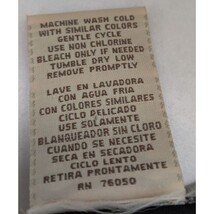 MACHINE WASH COLD
WITH SIMILAR COLORS
GENTLE CYCLE
USE NON CHLORINE
BLEACH ONLY IF NEEDED
TUMBLE DRY LOW
REMOVE PROMPTLY
LAVE EN LAVADORA
CON AGUA FRIA
CON COLORES SIMILARES
CICLO PELICADO
USE SOLAMENTE
BLANQUEADOR SIN CLORO
CUANDO SE NECESITE
SECA EN SECADORA
CICLO LENTO
RETIRA PRONTAMENTE
RN 76050